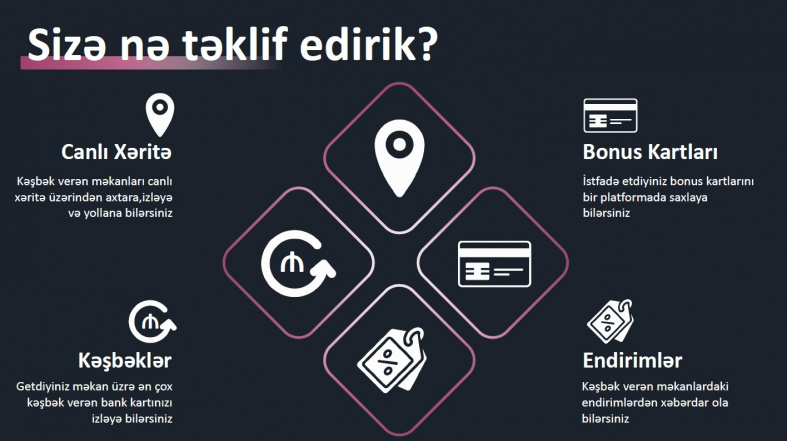 Sizə nə təklif edirik?
Canlı Xəritə
Kəşbək verən məkanları canlı
xəritə üzərindən axtara,izləyə
və yollana bilərsiniz
Bonus Kartları
İstfadə etdiyiniz bonus kartlarını
bir platformada saxlaya
bilərsiniz
Kəşbəklər
Getdiyiniz məkan üzrə ən çox
kəşbək verən bank kartınızı
izləyə bilərsiniz
Endirimlər
Kəşbək verən məkanlardakı
endirimlərdən xəbərdar ola
bilərsiniz